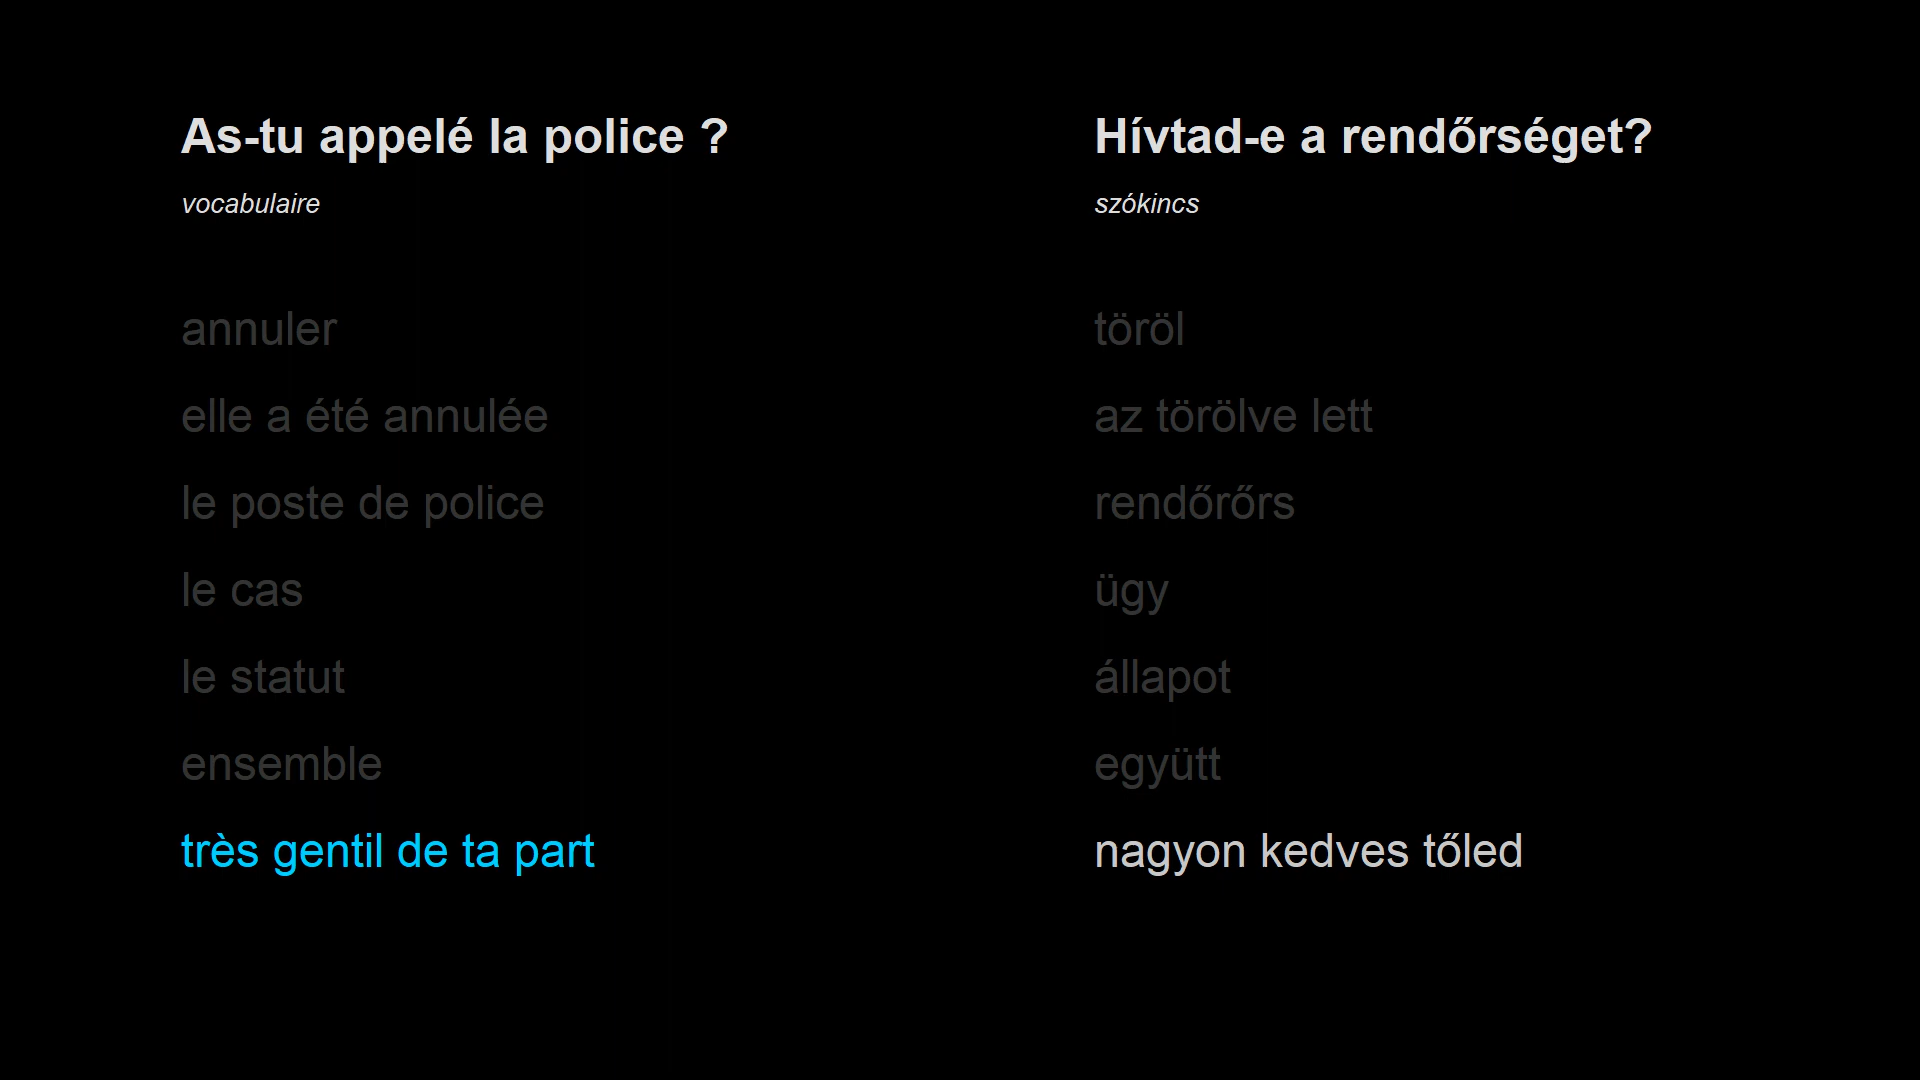 As-tu appelé la police ?
vocabulaire
annuler
elle a été annulée
le poste de police
le cas
le statut
ensemble
très gentil de ta part
Hívtad-e a rendőrséget?
szókincs
töröl
az törölve lett
rendőrőrs
ügy
állapot
együtt
nagyon kedves tőled